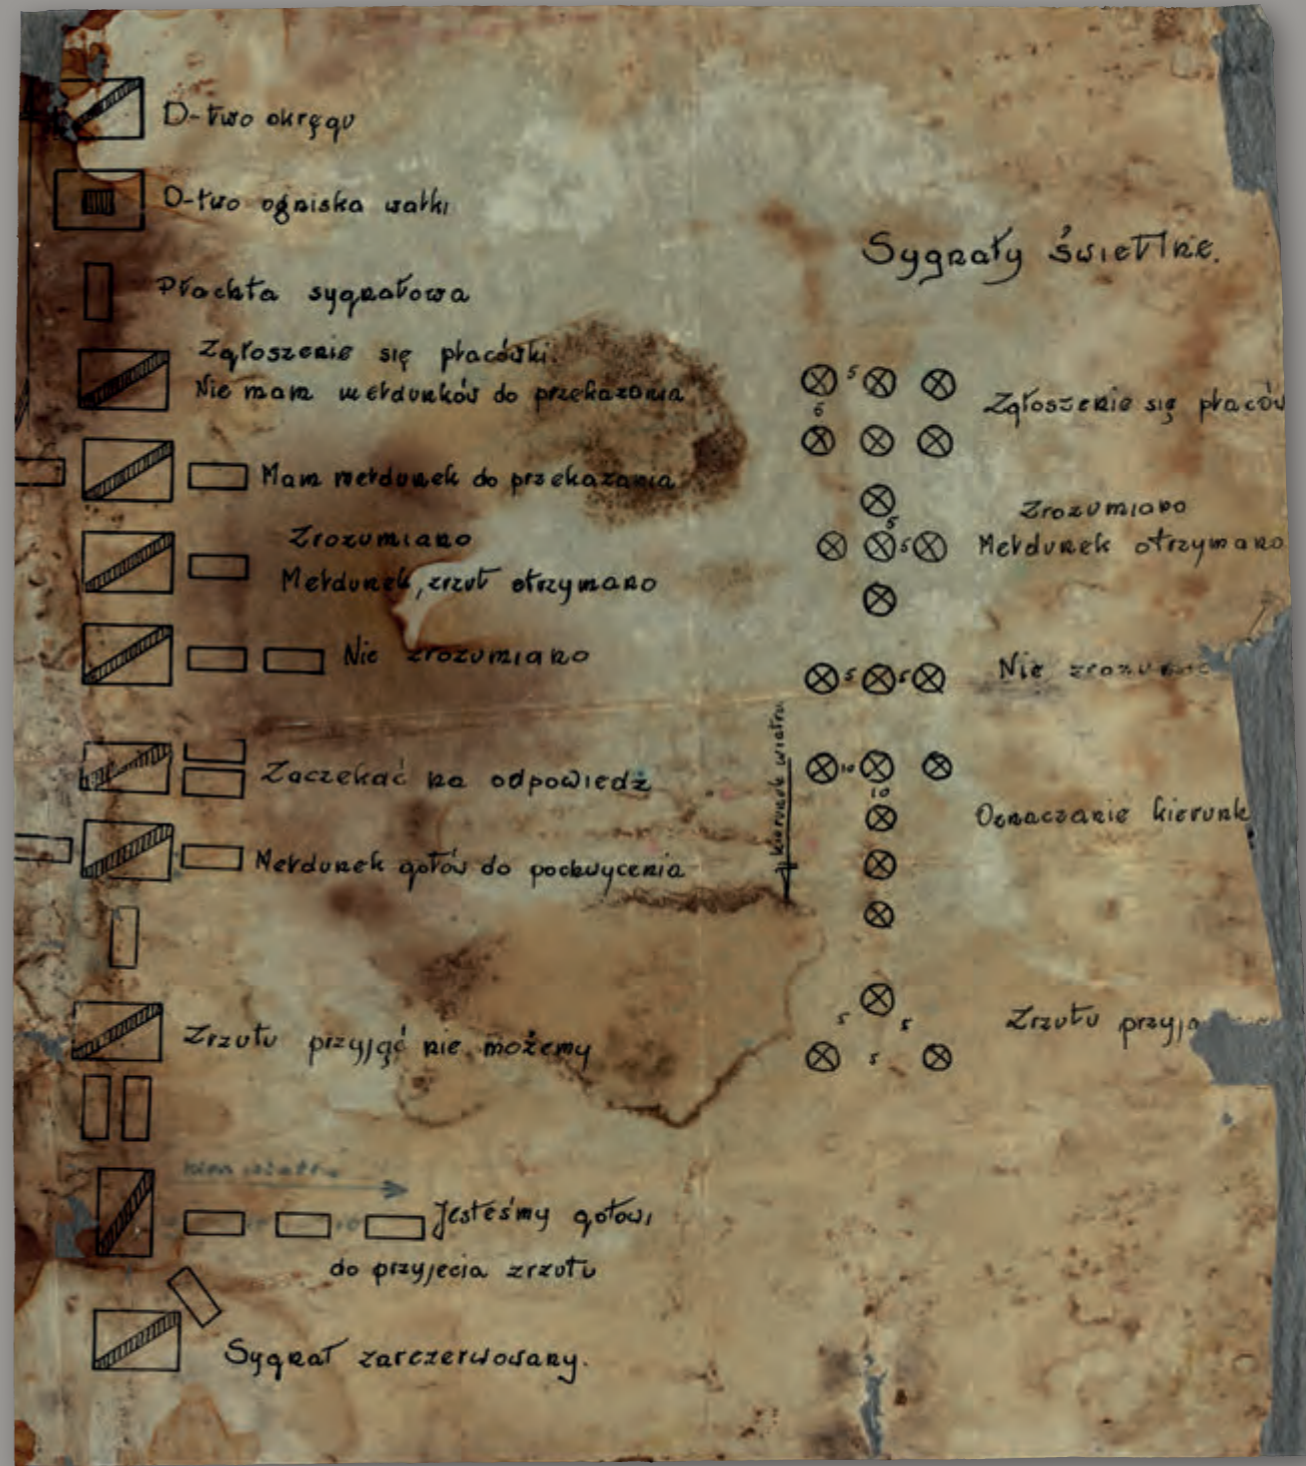 D-two okręgu
D-two ogniska walki
Płachta sygnałowa
Zgłoszenie się placówki.
Nie mam meldunków do przekazania
Mam meldunek do przekazania
Zrozumiano
Meldunek, zrzut otrzymano
Nie zrozumiano
Zaczekać na odpowiedź
Meldunek gotów do pochwycenia
Zrzutu przyjąć nie możemy
Jesteśmy gotowi
do przyjęcia zrzutu
Sygnał zarezerwowany.
Sygnały świetlne.
5
6
Zgłoszenie się placów
5
5
Zrozumiano
Meldunek otrzymano
5 5
Nie
kierunek wiatru
10
10
Oznaczanie kierunk
5 5
5
Zrzutu przyją